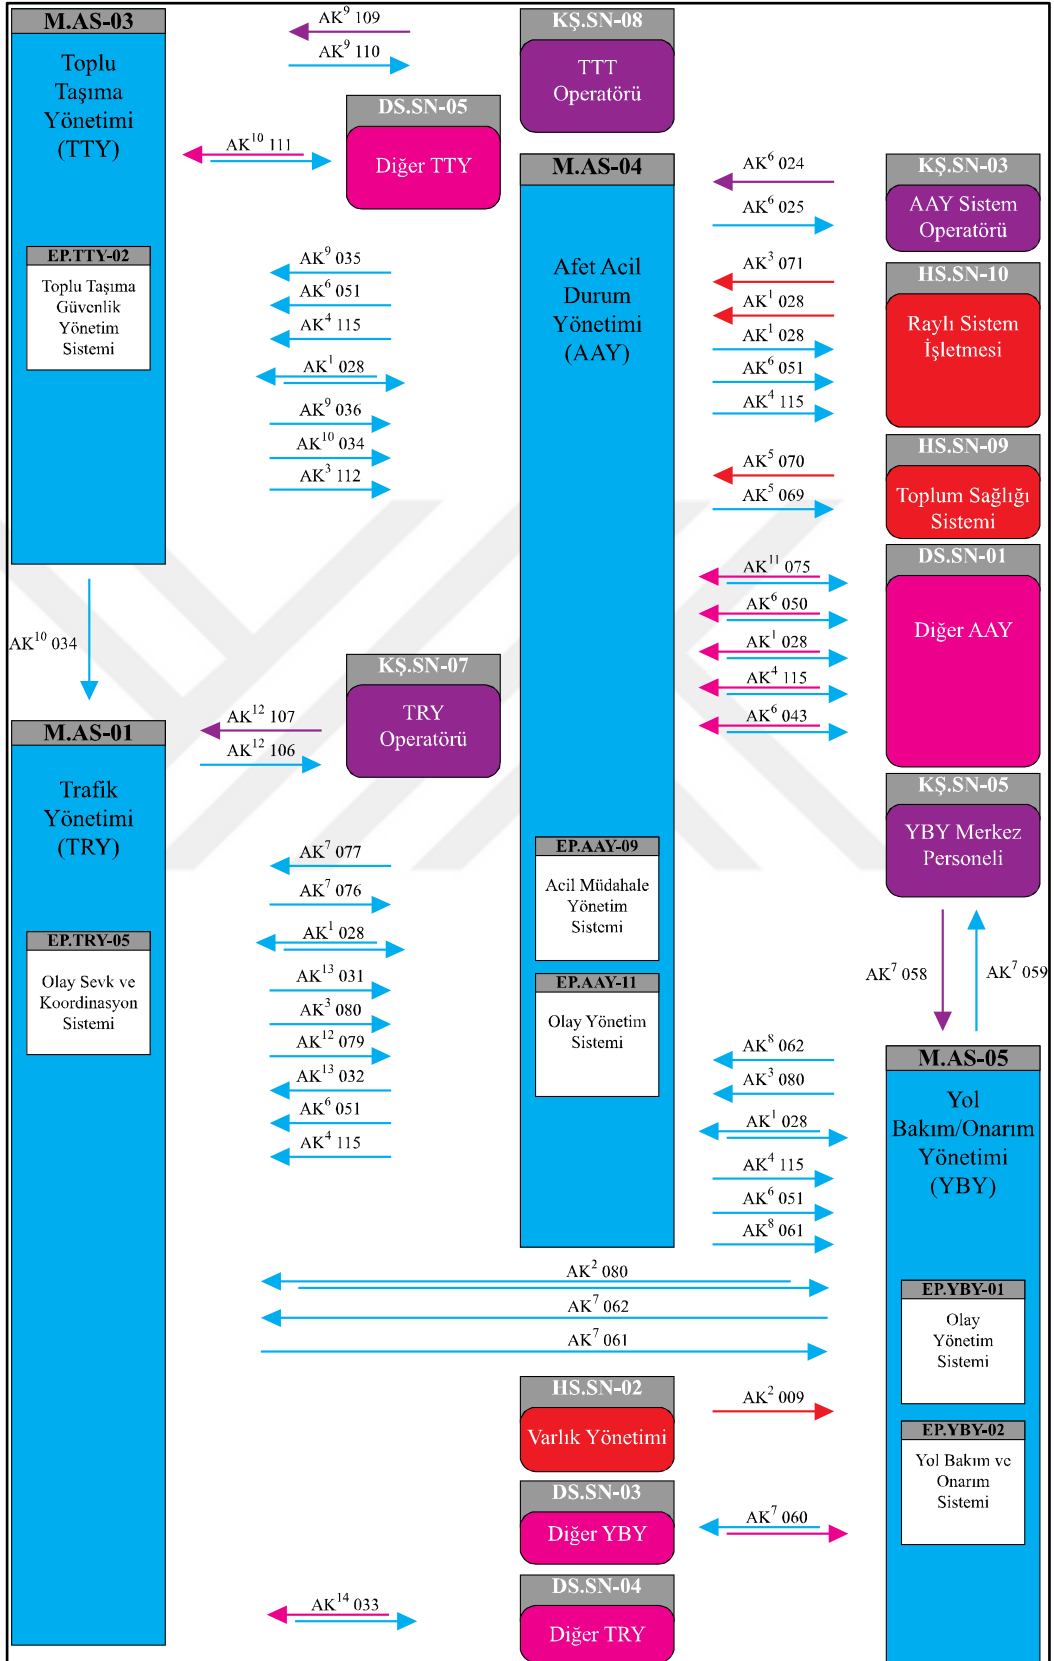 M.AS-03
Toplu
Taşıma
Yönetimi
(TTY)
EP.TTY-02
Toplu Taşıma
Güvenlik
Yönetim
Sistemi
AK⁹ 109
AK⁹ 110
KŞ.SN-08
TTT
Operatörü
DS.SN-05
Diğer TTY
AK¹⁰ 111
M.AS-04
Afet Acil
Durum
Yönetimi
(AAY)
AK⁶ 024
AK⁶ 025
KŞ.SN-03
AAY Sistem
Operatörü
AK⁹ 035
AK⁶ 051
AK⁴ 115
AK¹ 028
AK⁹ 036
AK¹⁰ 034
AK³ 112
AK³ 071
AK¹ 028
AK¹ 028
AK⁶ 051
AK⁴ 115
HS.SN-10
Raylı Sistem
İşletmesi
AK⁵ 070
AK⁵ 069
HS.SN-09
Toplum Sağlığı
Sistemi
AK¹¹ 075
AK⁶ 050
AK¹ 028
AK⁴ 115
AK⁶ 043
DS.SN-01
Diğer AAY
AK¹⁰ 034
M.AS-01
Trafik
Yönetimi
(TRY)
EP.TRY-05
Olay Sevk ve
Koordinasyon
Sistemi
AK¹² 107
AK¹² 106
KŞ.SN-07
TRY
Operatörü
KŞ.SN-05
YBY Merkez
Personeli
AK⁷ 058
AK⁷ 059
EP.AAY-09
Acil Müdahale
Yönetim
Sistemi
EP.AAY-11
Olay Yönetim
Sistemi
AK⁷ 077
AK⁷ 076
AK¹ 028
AK¹³ 031
AK³ 080
AK¹² 079
AK¹³ 032
AK⁶ 051
AK⁴ 115
AK⁸ 062
AK³ 080
AK¹ 028
AK⁴ 115
AK⁶ 051
AK⁸ 061
M.AS-05
Yol
Bakım/Onarım
Yönetimi
(YBY)
AK² 080
AK⁷ 062
AK⁷ 061
EP.YBY-01
Olay
Yönetim
Sistemi
HS.SN-02
Varlık Yönetimi
AK² 009
EP.YBY-02
Yol Bakım ve
Onarım
Sistemi
DS.SN-03
Diğer YBY
AK⁷ 060
DS.SN-04
Diğer TRY
AK¹⁴ 033